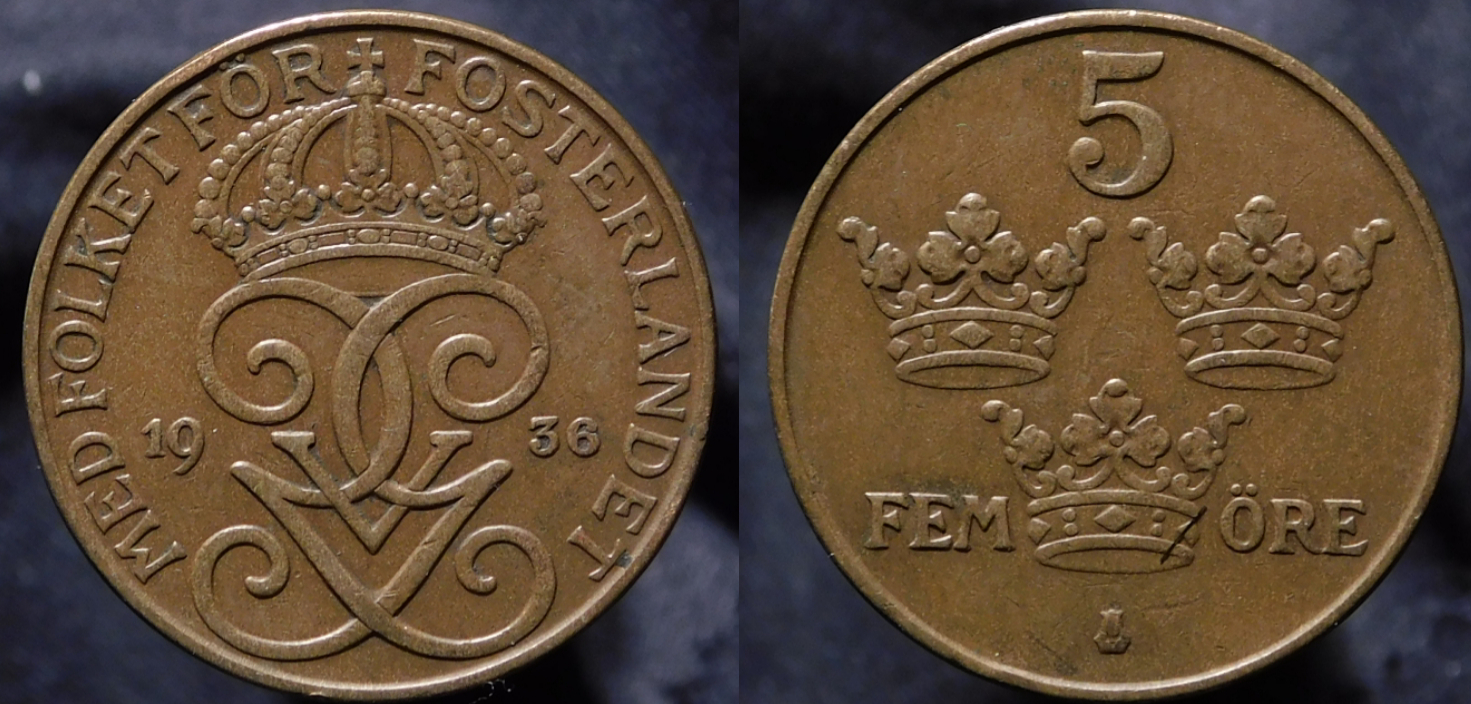 MED FOLKET FÖR FOSTERLANDET
19 36
5
FEM ÖRE